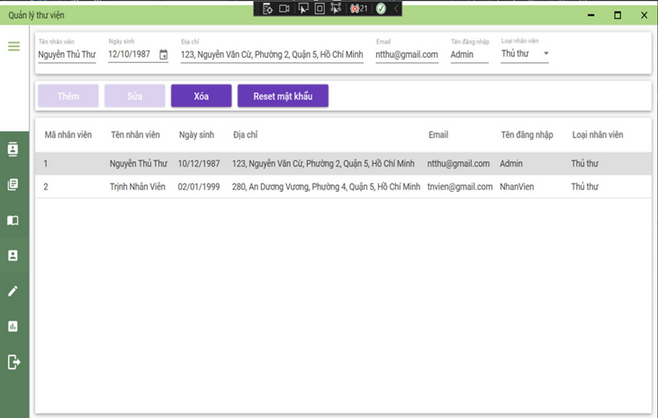 Quản lý thư viện
21
Tên nhân viên Ngày sinh Địa chỉ Email Tên đăng nhập Loại nhân viên
Nguyễn Thủ Thư 12/10/1987 123, Nguyễn Văn Cừ, Phường 2, Quận 5, Hồ Chí Minh ntthu@gmail.com Admin Thủ thư
Thêm Sửa Xóa Reset mật khẩu
Mã nhân viên Tên nhân viên Ngày sinh Địa chỉ Email Tên đăng nhập Loại nhân viên
1 Nguyễn Thủ Thư 10/12/1987 123, Nguyễn Văn Cừ, Phường 2, Quận 5, Hồ Chí Minh ntthu@gmail.com Admin Thủ thư
2 Trịnh Nhân Viên 02/01/1999 280, An Dương Vương, Phường 4, Quận 5, Hồ Chí Minh tnvien@gmail.com NhanVien Thủ thư